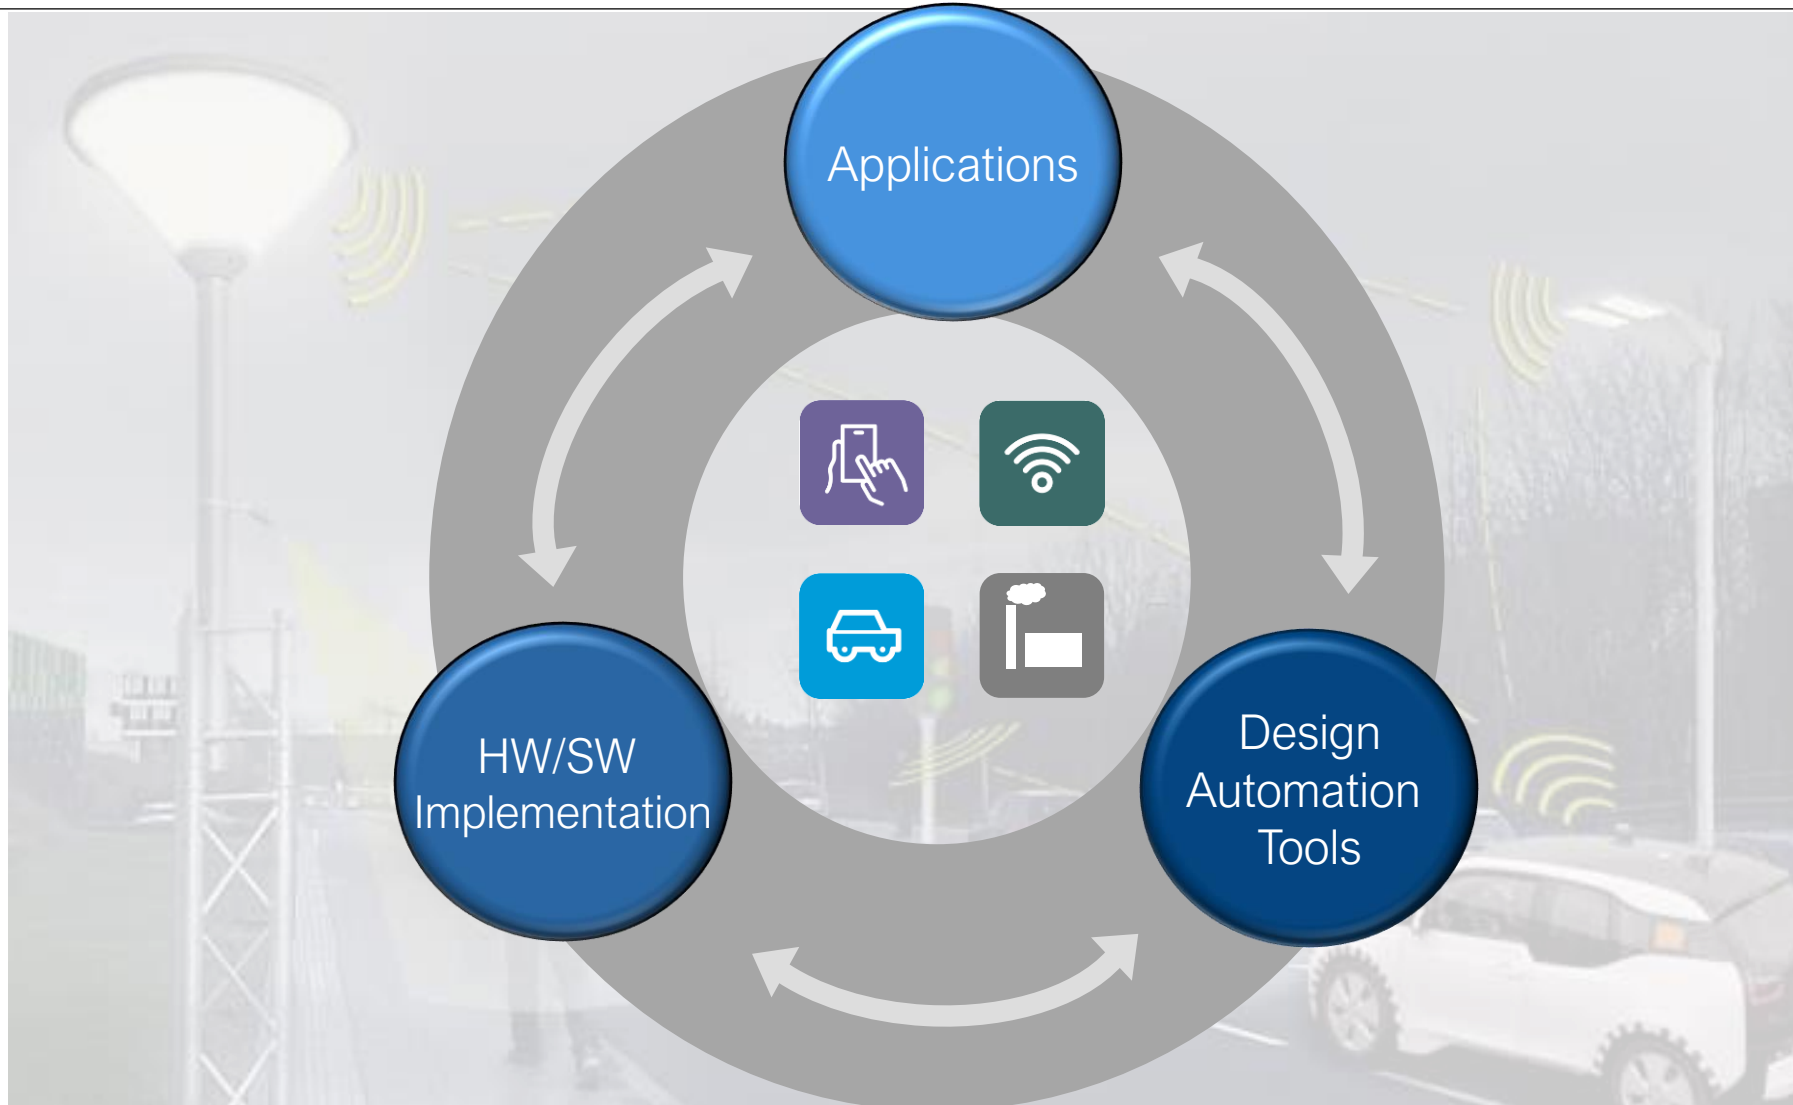 Applications
HW/SW
Implementation
Design
Automation
Tools